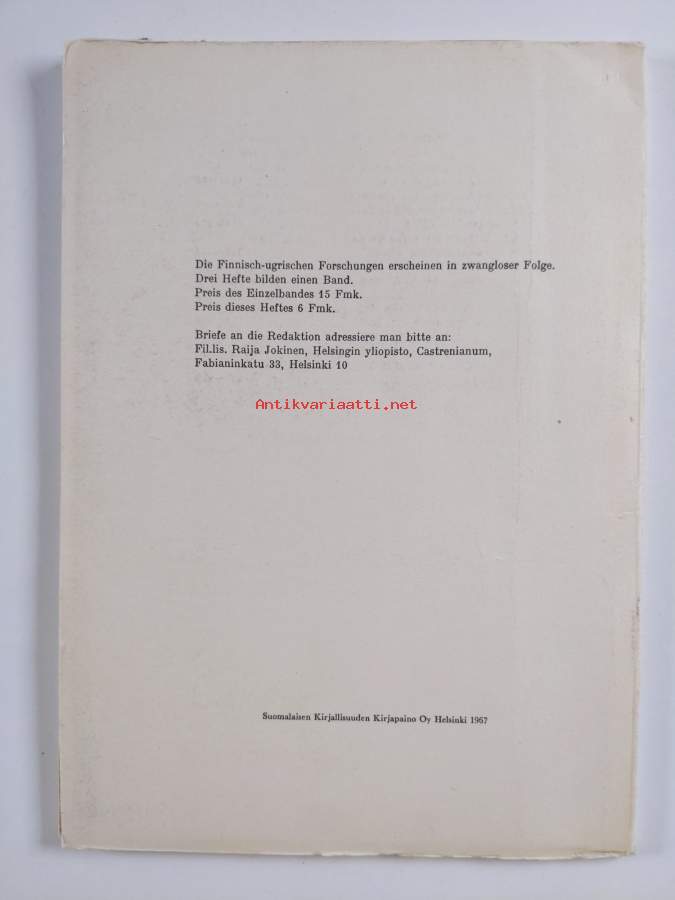 Die Finnisch-ugrischen Forschungen erscheinen in zwangloser Folge.
Drei Hefte bilden einen Band.
Preis des Einzelbandes 15 Fmk.
Preis dieses Heftes 6 Fmk.
Briefe an die Redaktion adressiere man bitte an:
Fil.lis. Raija Jokinen, Helsingin yliopisto, Castrenianum,
Fabianinkatu 33, Helsinki 10
Antikvariaatti.net
Suomalaisen Kirjallisuuden Kirjapaino Oy Helsinki 1967